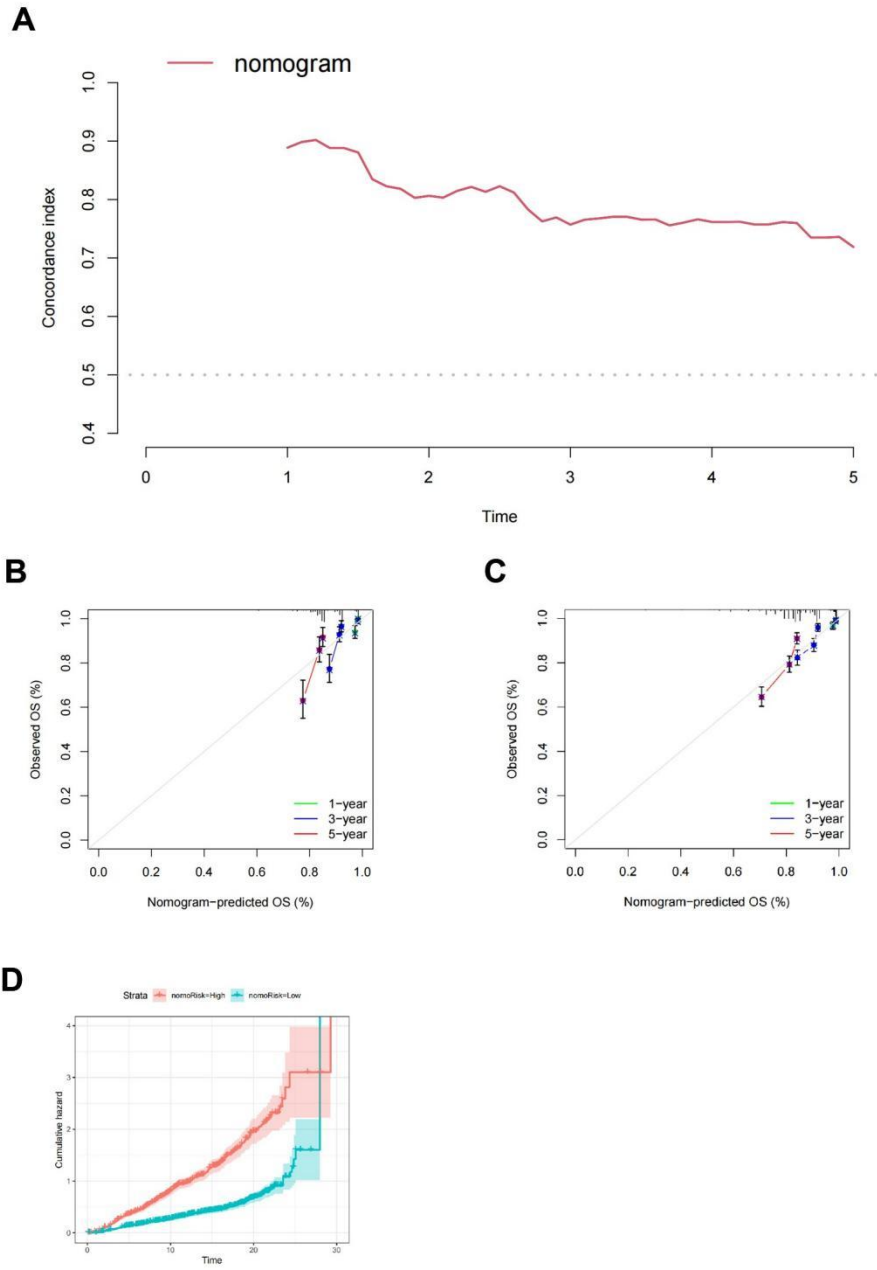 A
nomogram
1.0
0.9
0.8
0.7
0.6
0.5
0.4
Concordance index
0 1 2 3 4 5
Time
B
1.0
0.8
0.6
0.4
0.2
0.0
Observed OS (%)
1-year
3-year
5-year
0.0 0.2 0.4 0.6 0.8 1.0
Nomogram-predicted OS (%)
C
1.0
0.8
0.6
0.4
0.2
0.0
Observed OS (%)
1-year
3-year
5-year
0.0 0.2 0.4 0.6 0.8 1.0
Nomogram-predicted OS (%)
D
Strata nomoRisk=High nomoRisk=Low
4
3
2
1
0
Cumulative hazard
0 10 20 30
Time